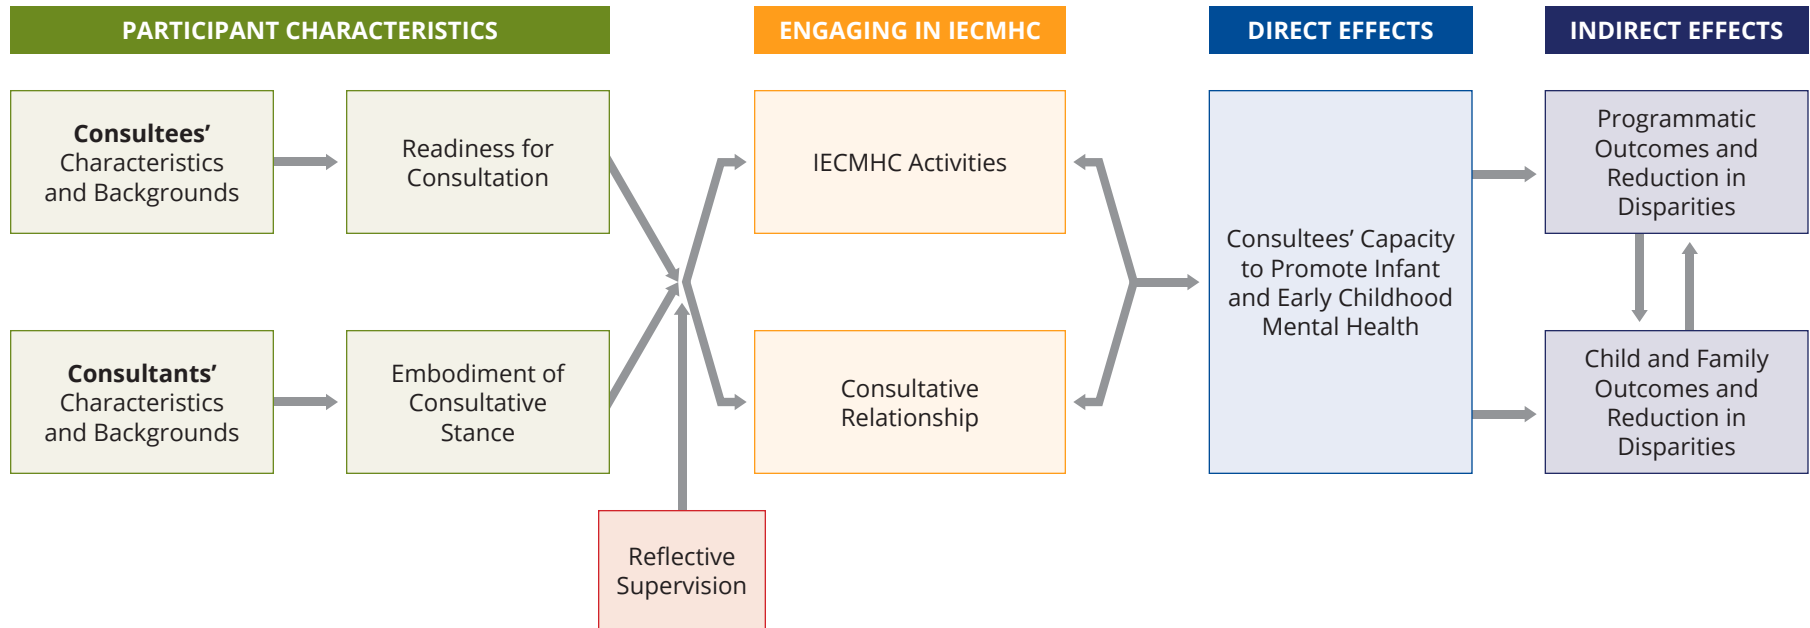 PARTICIPANT CHARACTERISTICS
ENGAGING IN IECMHC
DIRECT EFFECTS
INDIRECT EFFECTS
Consultees’
Characteristics
and Backgrounds
Readiness for
Consultation
IECMHC Activities
Consultees’ Capacity
to Promote Infant
and Early Childhood
Mental Health
Programmatic
Outcomes and
Reduction in
Disparities
Consultants’
Characteristics
and Backgrounds
Embodiment of
Consultative
Stance
Consultative
Relationship
Child and Family
Outcomes and
Reduction in
Disparities
Reflective
Supervision